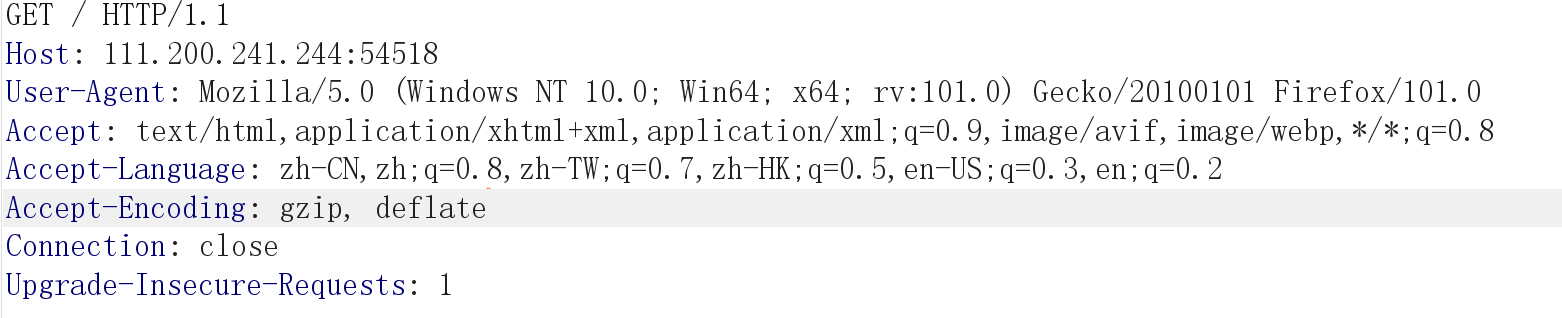 GET / HTTP/1.1
Host: 111.200.241.244:54518
User-Agent: Mozilla/5.0 (Windows NT 10.0; Win64; x64; rv:101.0) Gecko/20100101 Firefox/101.0
Accept: text/html,application/xhtml+xml,application/xml;q=0.9,image/avif,image/webp,*/*;q=0.8
Accept-Language: zh-CN,zh;q=0.8,zh-TW;q=0.7,zh-HK;q=0.5,en-US;q=0.3,en;q=0.2
Accept-Encoding: gzip, deflate
Connection: close
Upgrade-Insecure-Requests: 1